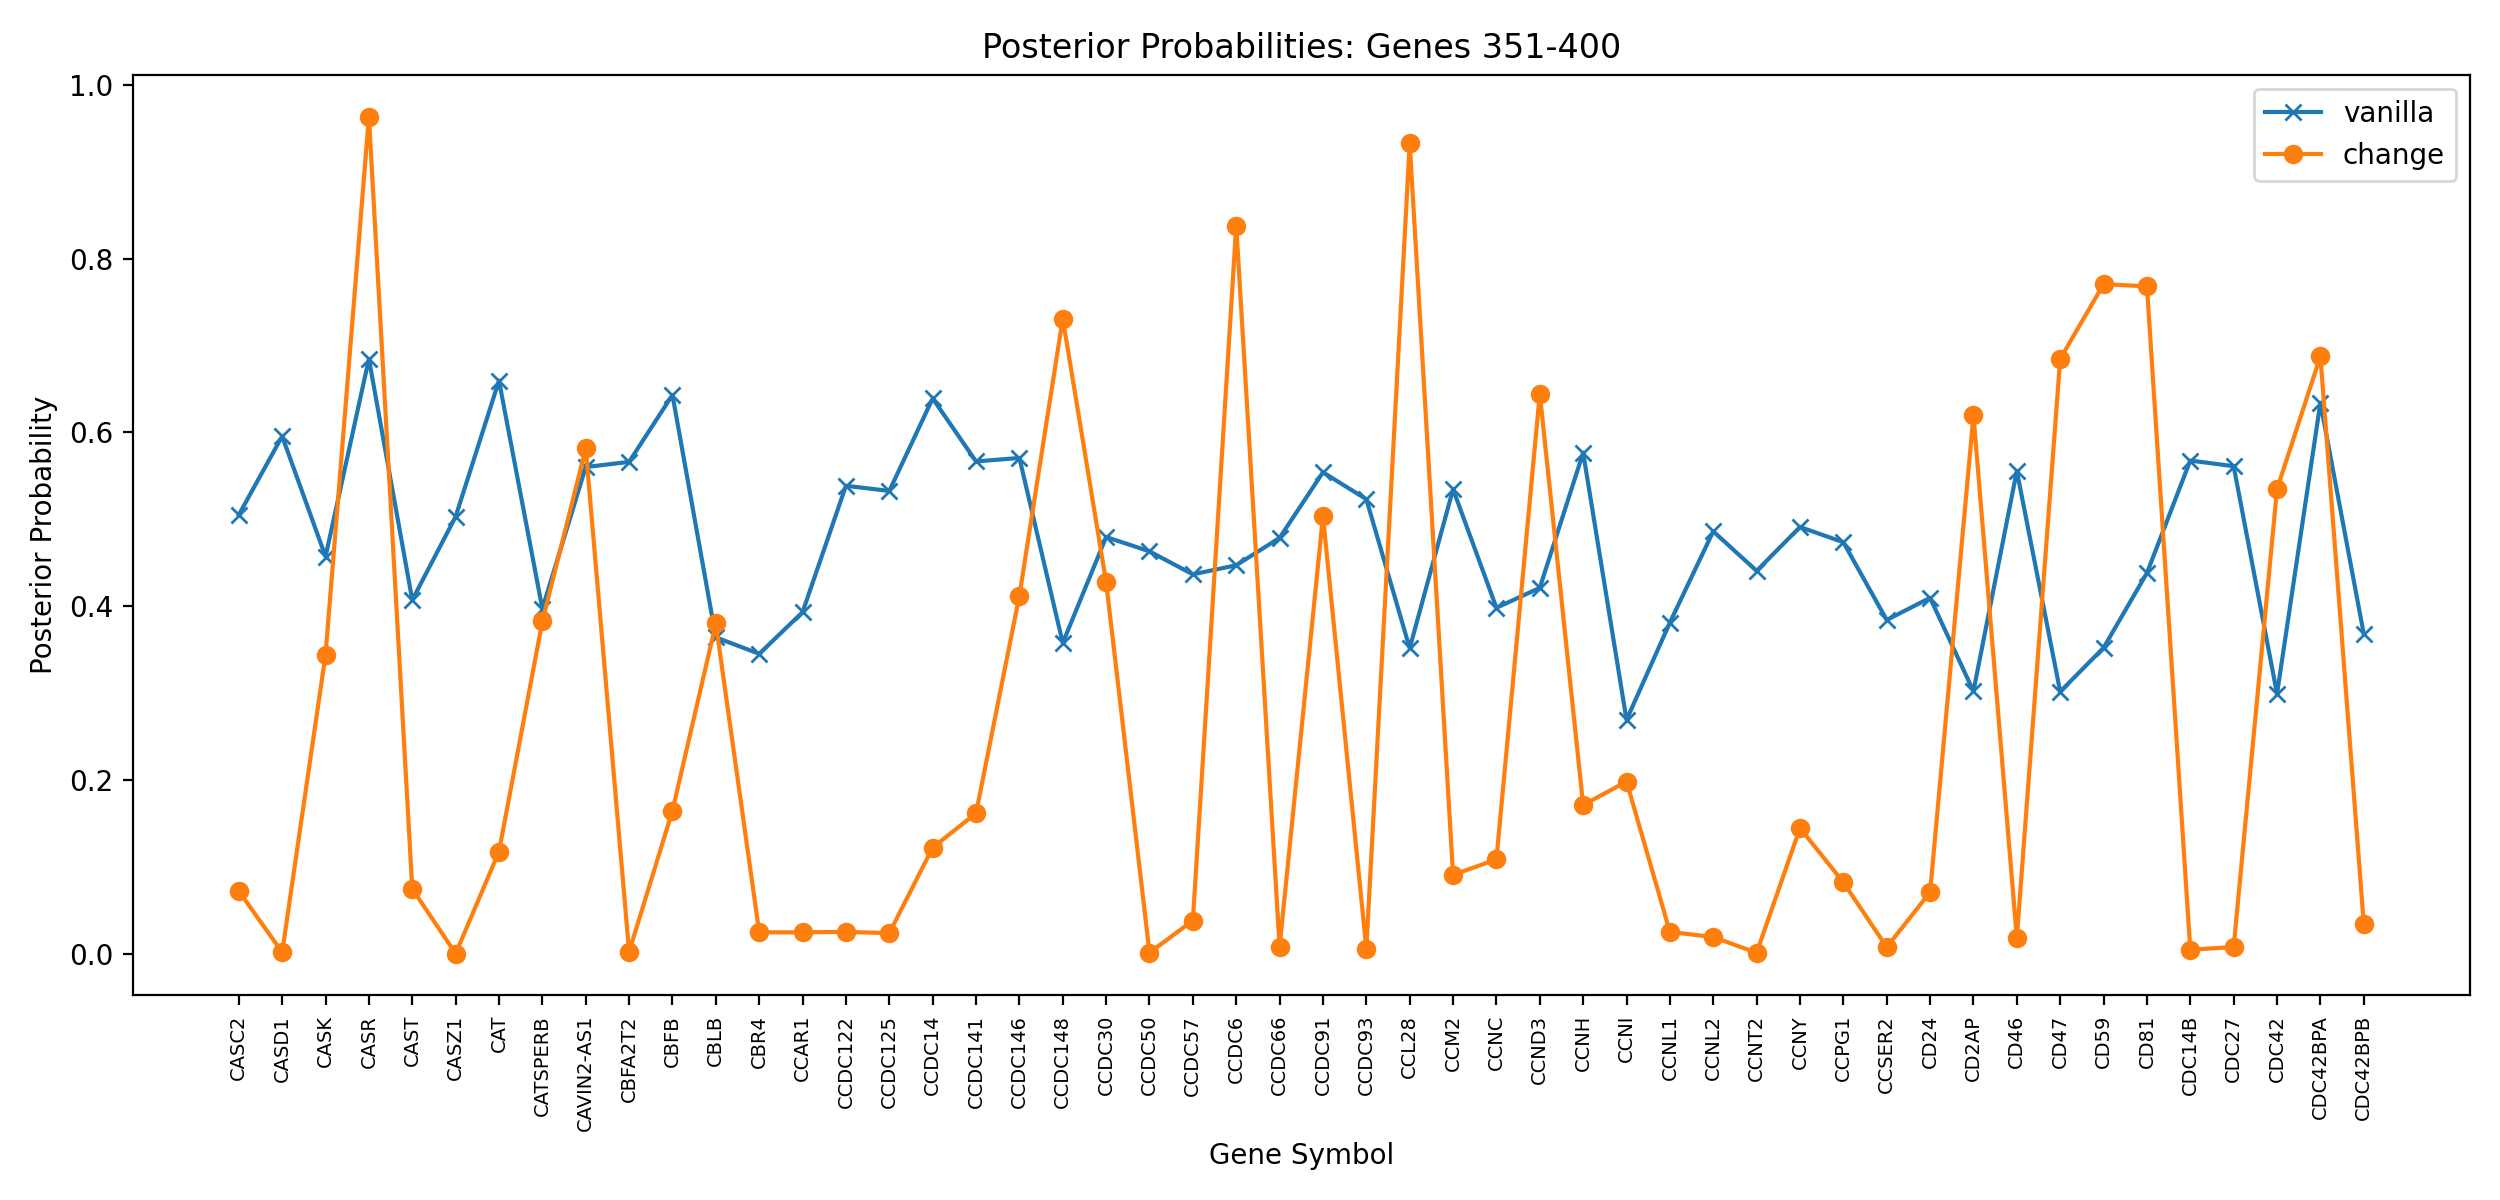 Posterior Probabilities: Genes 351-400
vanilla
change
Posterior Probability
1.0
0.8
0.6
0.4
0.2
0.0
CASC2
CASD1
CASK
CASR
CAST
CASZ1
CAT
CATSPERB
CAVIN2-AS1
CBFA2T2
CBFB
CBLB
CBR4
CCAR1
CCDC122
CCDC125
CCDC14
CCDC141
CCDC146
CCDC148
CCDC30
CCDC50
CCDC57
CCDC6
CCDC66
CCDC91
CCDC93
CCL28
CCM2
CCNC
CCND3
CCNH
CCNI
CCNL1
CCNL2
CCNT2
CCNY
CCPG1
CCSER2
CD24
CD2AP
CD46
CD47
CD59
CD81
CDC14B
CDC27
CDC42
CDC42BPA
CDC42BPB
Gene Symbol